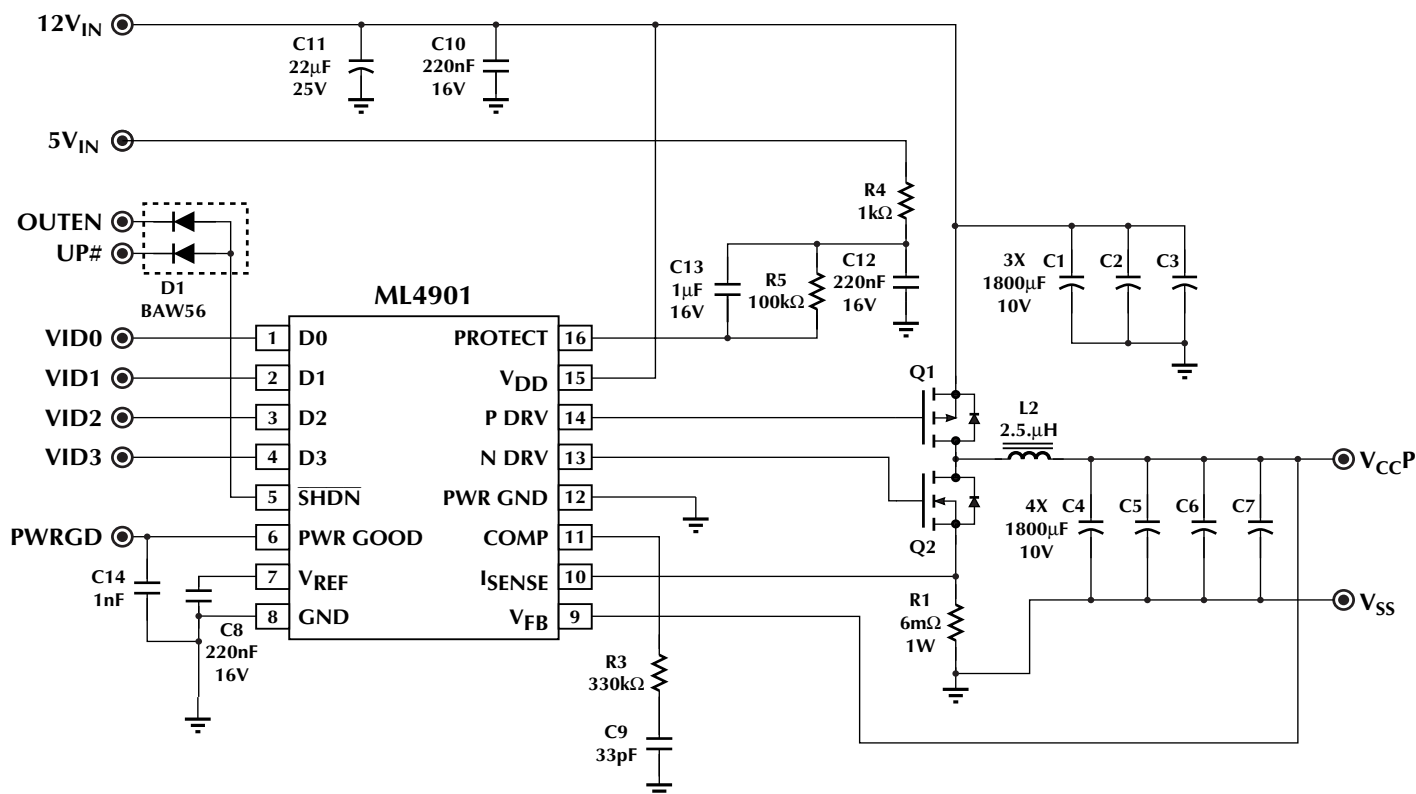 12VIN
C11
22µF
25V
C10
220nF
16V
5VIN
R4
1kΩ
OUTEN
UP#
D1
BAW56
C13
1µF
16V
R5
100kΩ
C12
220nF
16V
3X
1800µF
10V
C1
C2
C3
ML4901
VID0
1
D0
PROTECT
16
VID1
2
D1
VDD
15
VID2
3
D2
P DRV
14
VID3
4
D3
N DRV
13
5
SHDN
PWR GND
12
PWRGD
6
PWR GOOD
COMP
11
7
VREF
ISENSE
10
8
GND
VFB
9
C14
1nF
C8
220nF
16V
Q1
L2
2.5.µH
VCCP
Q2
4X
1800µF
10V
C4
C5
C6
C7
R1
6mΩ
1W
VSS
R3
330kΩ
C9
33pF